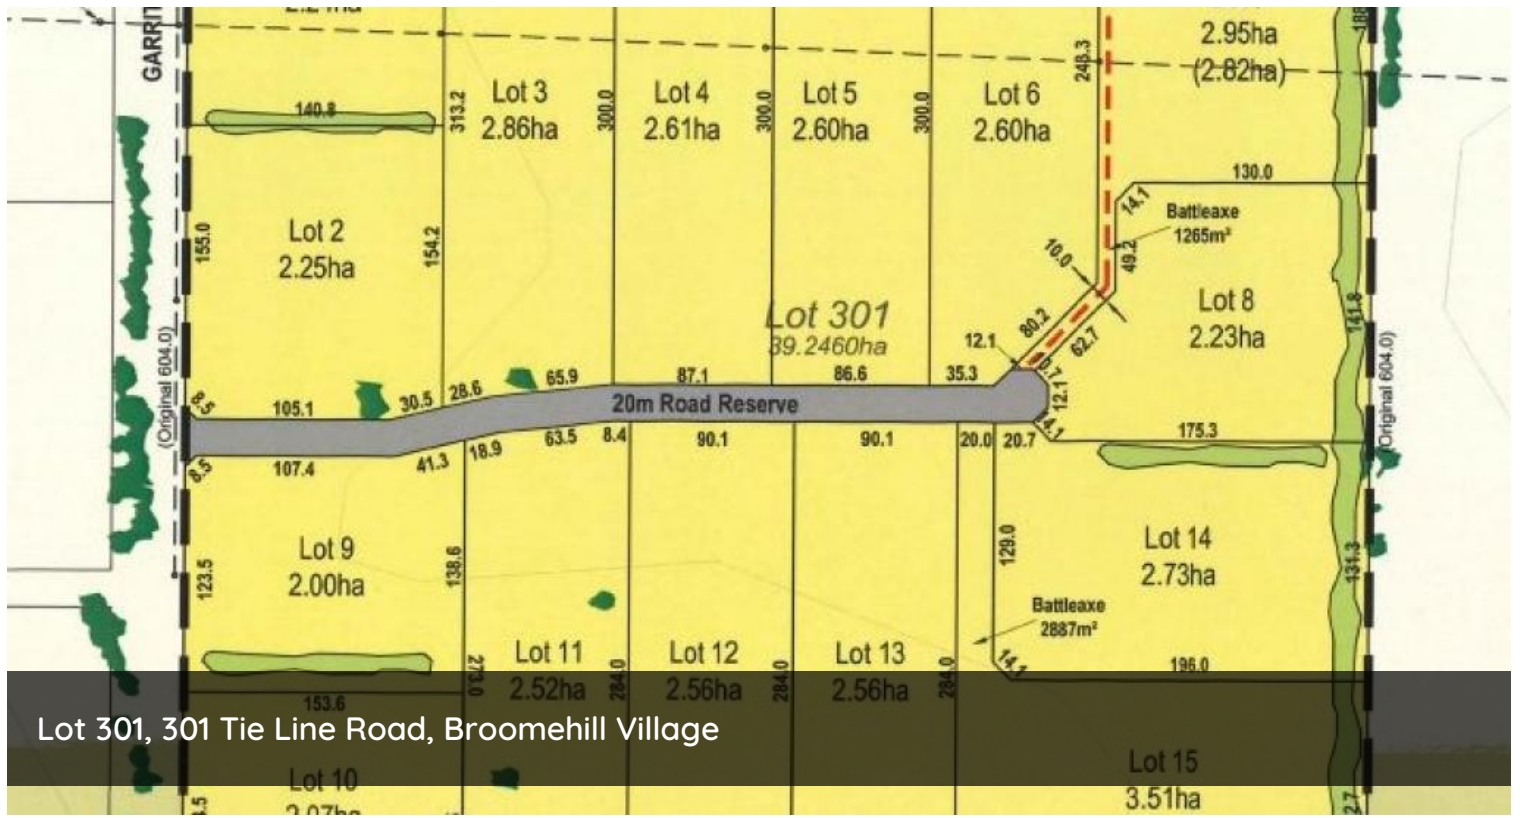 GARRIT
2.95ha
(2.82ha)
188
248.3
140.8
313.2
Lot 3
2.86ha
300.0
Lot 4
2.61ha
300.0
Lot 5
2.60ha
300.0
Lot 6
2.60ha
130.0
14.1
Battleaxe
1265m²
155.0
Lot 2
2.25ha
154.2
10.0
49.2
Lot 8
2.23ha
141.8
Lot 301
39.2460ha
80.2
62.7
12.1
(Original 604.0)
(Original 604.0)
8.5
105.1
30.5
28.6
65.9
87.1
86.6
35.3
12.1
20m Road Reserve
14.1
175.3
8.5
107.4
41.3
18.9
63.5
8.4
90.1
90.1
20.0
20.7
123.5
Lot 9
2.00ha
138.6
129.0
Lot 14
2.73ha
131.3
Battleaxe
2887m²
273.0
Lot 11
2.52ha
284.0
Lot 12
2.56ha
284.0
Lot 13
2.56ha
284.0
14.1
196.0
153.6
Lot 301, 301 Tie Line Road, Broomehill Village
Lot 10
Lot 15
3.51ha